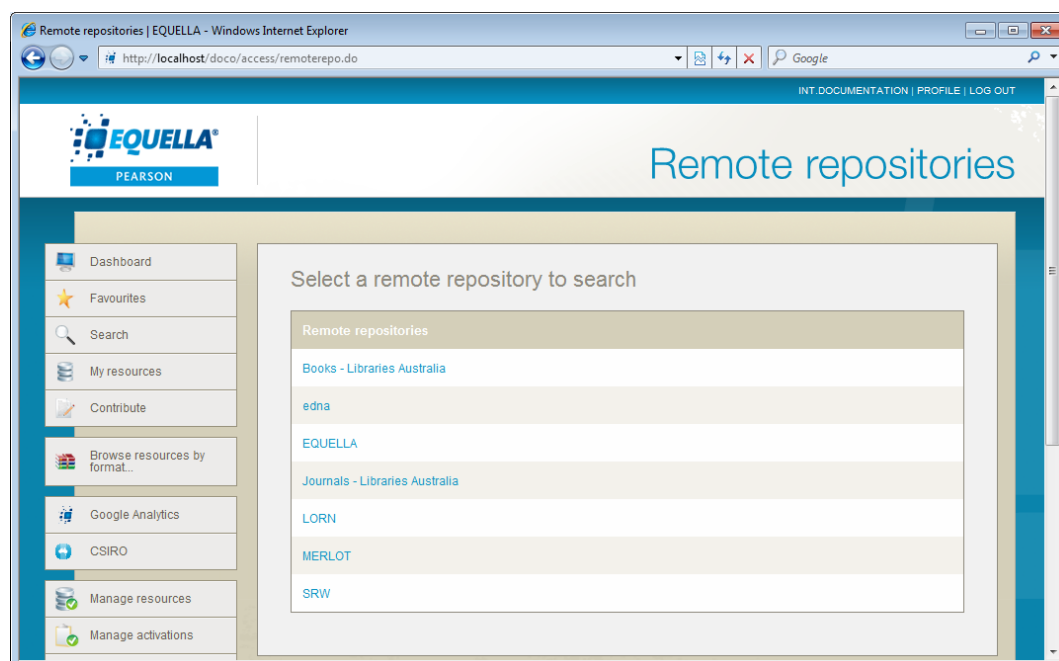 Remote repositories | EQUELLA - Windows Internet Explorer
http://localhost/doco/access/remoterepo.do
Google
INT.DOCUMENTATION | PROFILE | LOG OUT
EQUELLA®
PEARSON
Remote repositories
Dashboard
Favourites
Search
My resources
Contribute
Browse resources by
format...
Google Analytics
CSIRO
Manage resources
Manage activations
Select a remote repository to search
Remote repositories
Books - Libraries Australia
edna
EQUELLA
Journals - Libraries Australia
LORN
MERLOT
SRW